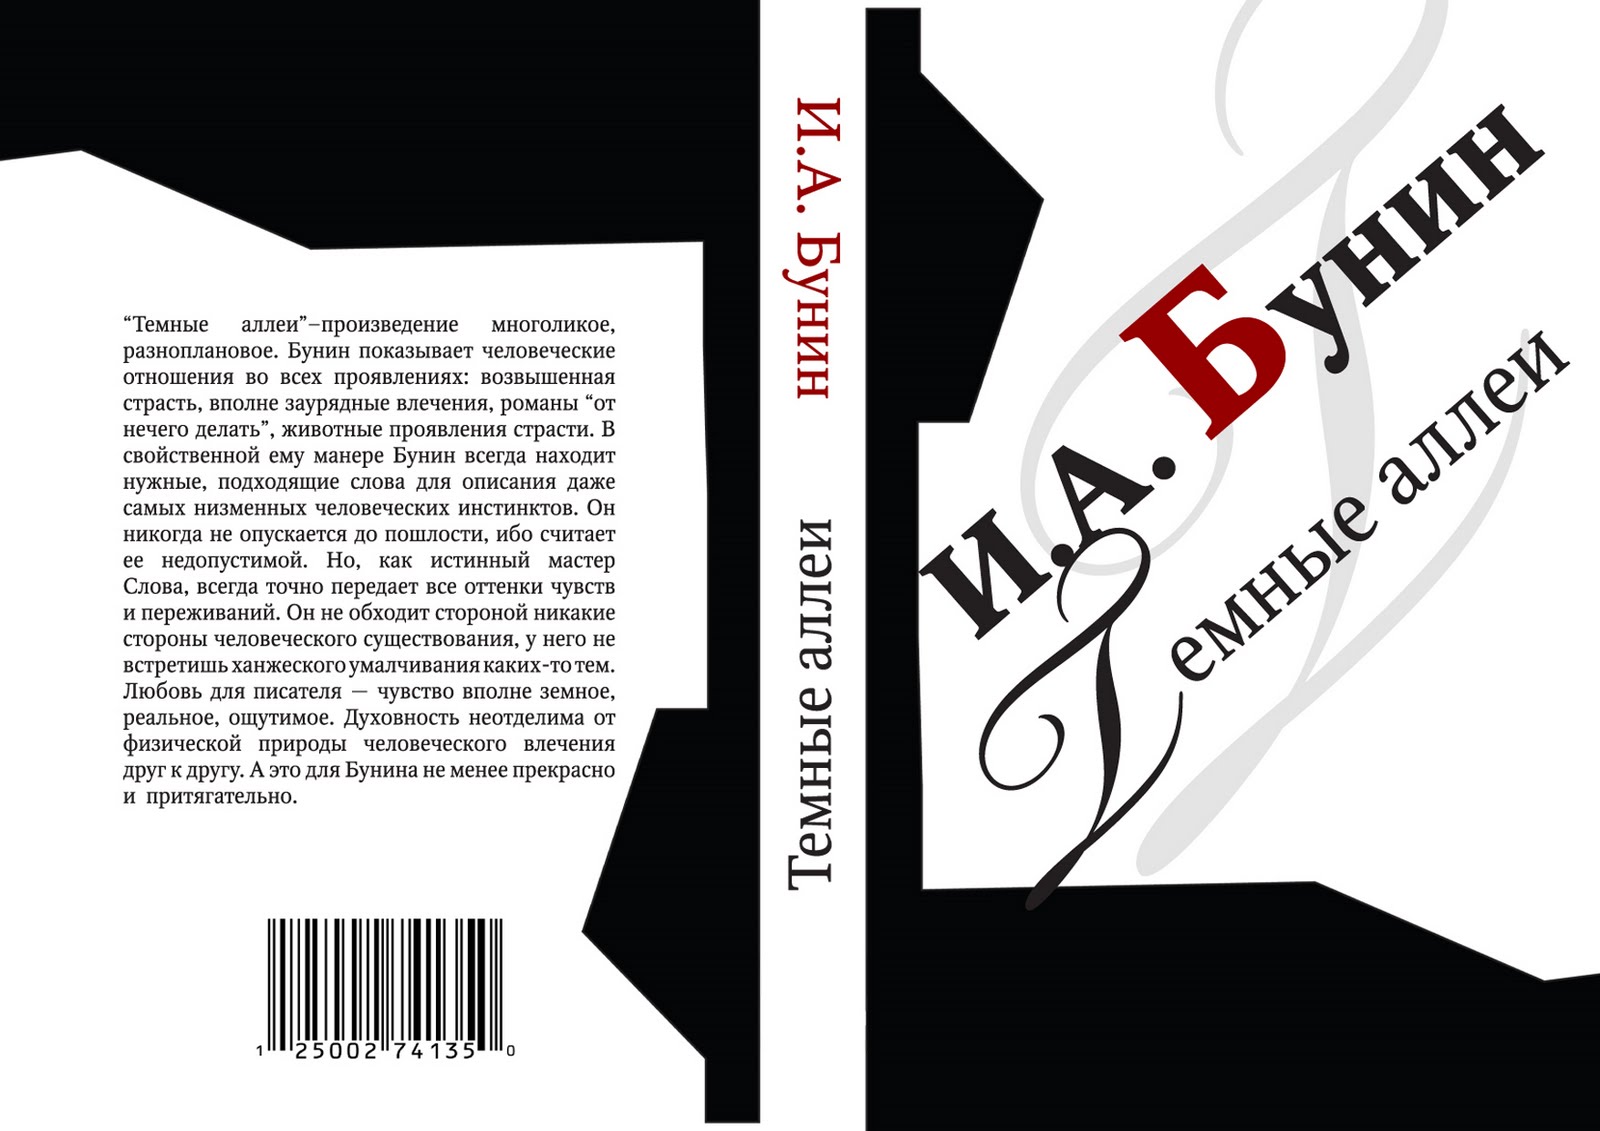 “Темные аллеи”–произведение многоликое,
разноплановое. Бунин показывает человеческие
отношения во всех проявлениях: возвышенная
страсть, вполне заурядные влечения, романы “от
нечего делать”, животные проявления страсти. В
свойственной ему манере Бунин всегда находит
нужные, подходящие слова для описания даже
самых низменных человеческих инстинктов. Он
никогда не опускается до пошлости, ибо считает
ее недопустимой. Но, как истинный мастер
Слова, всегда точно передает все оттенки чувств
и переживаний. Он не обходит стороной никакие
стороны человеческого существования, у него не
встретишь ханжеского умалчивания каких-то тем.
Любовь для писателя — чувство вполне земное,
реальное, ощутимое. Духовность неотделима от
физической природы человеческого влечения
друг к другу. А это для Бунина не менее прекрасно
и притягательно.
1 25002 74135 0
И.А. Бунин
Темные аллеи
И.А. Бунин
Темные аллеи